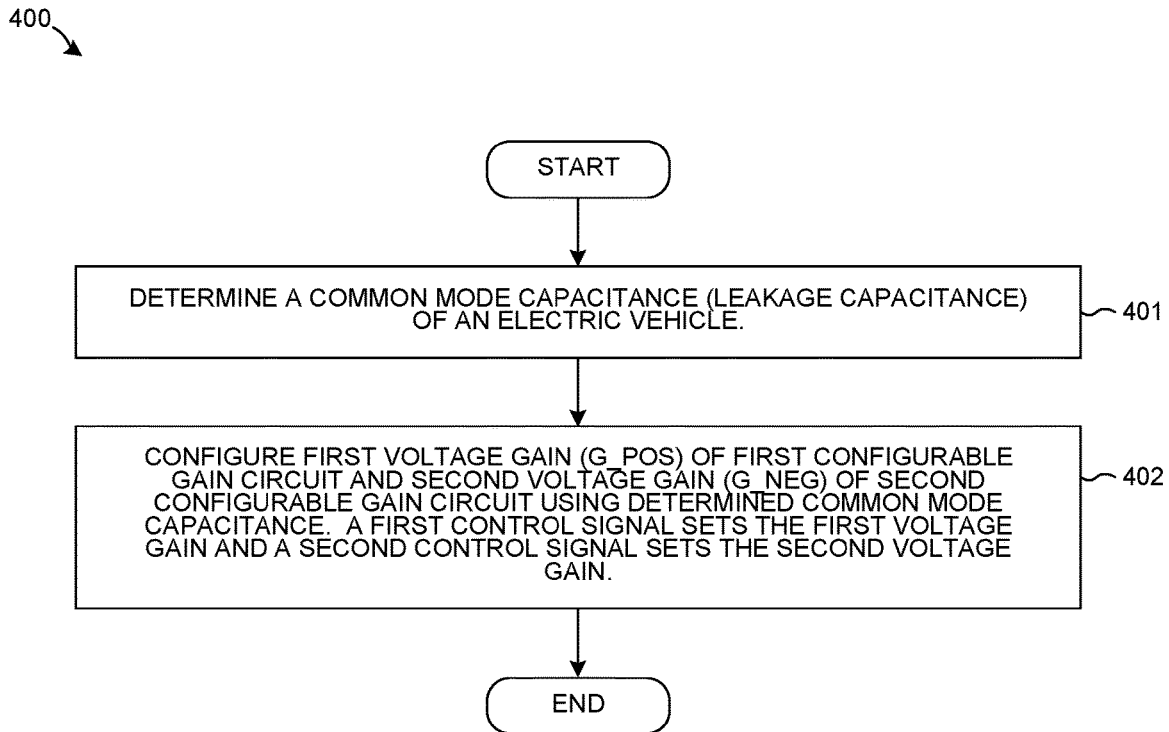 400
START
DETERMINE A COMMON MODE CAPACITANCE (LEAKAGE CAPACITANCE)
OF AN ELECTRIC VEHICLE.
401
CONFIGURE FIRST VOLTAGE GAIN (G_POS) OF FIRST CONFIGURABLE
GAIN CIRCUIT AND SECOND VOLTAGE GAIN (G_NEG) OF SECOND
CONFIGURABLE GAIN CIRCUIT USING DETERMINED COMMON MODE
CAPACITANCE. A FIRST CONTROL SIGNAL SETS THE FIRST VOLTAGE
GAIN AND A SECOND CONTROL SIGNAL SETS THE SECOND VOLTAGE
GAIN.
402
END